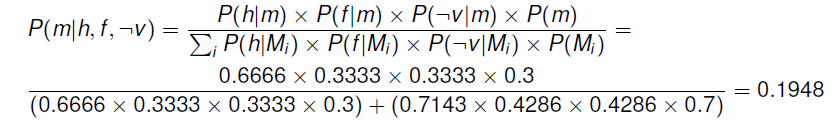 P(m|h, f, ¬v) = P(h|m) × P(f|m) × P(¬v|m) × P(m) / ∑i P(h|Mi) × P(f|Mi) × P(¬v|Mi) × P(Mi) =
0.6666 × 0.3333 × 0.3333 × 0.3 / (0.6666 × 0.3333 × 0.3333 × 0.3) + (0.7143 × 0.4286 × 0.4286 × 0.7) = 0.1948